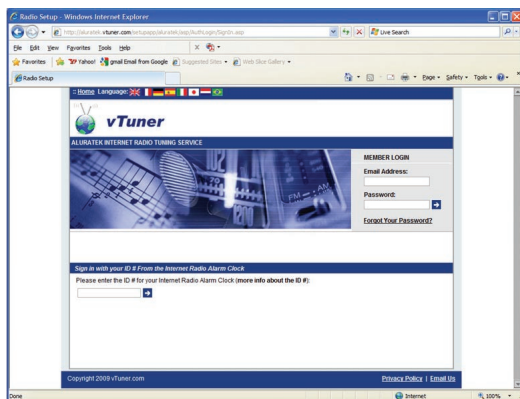 Radio Setup - Windows Internet Explorer
http://aluratek.vtuner.com/setupapp/aluratek/asp/AuthLogin/SignIn.asp
Live Search
File Edit View Favorites Tools Help
X
Favorites Yahoo! gmail Email from Google Suggested Sites Web Slice Gallery
Radio Setup
Page Safety Tools
:: Home Language:
vTuner
ALURATEK INTERNET RADIO TUNING SERVICE
MEMBER LOGIN
Email Address:
Password:
Forgot Your Password?
FM AM
Sign in with your ID # From the Internet Radio Alarm Clock
Please enter the ID # for your Internet Radio Alarm Clock (more info about the ID #):
Copyright 2009 vTuner.com
Privacy Policy | Email Us
Done
Internet
100%